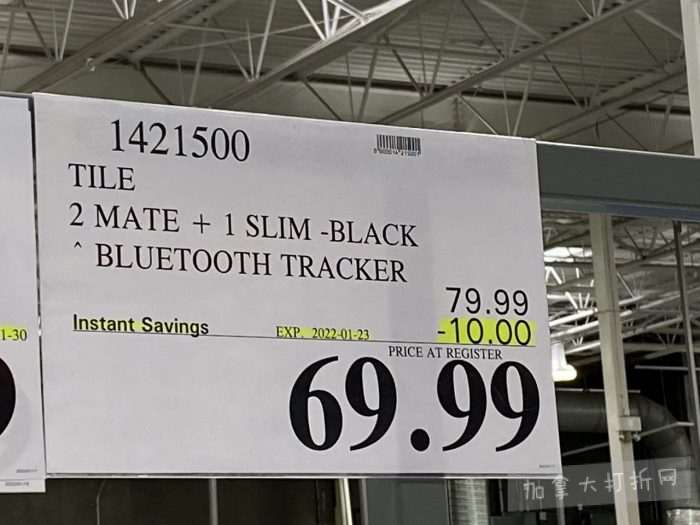 1421500
TILE
2 MATE + 1 SLIM -BLACK
^ BLUETOOTH TRACKER
79.99
Instant Savings EXP. 2022-01-23 -10.00
PRICE AT REGISTER
69.99
1-30
加拿大打折网